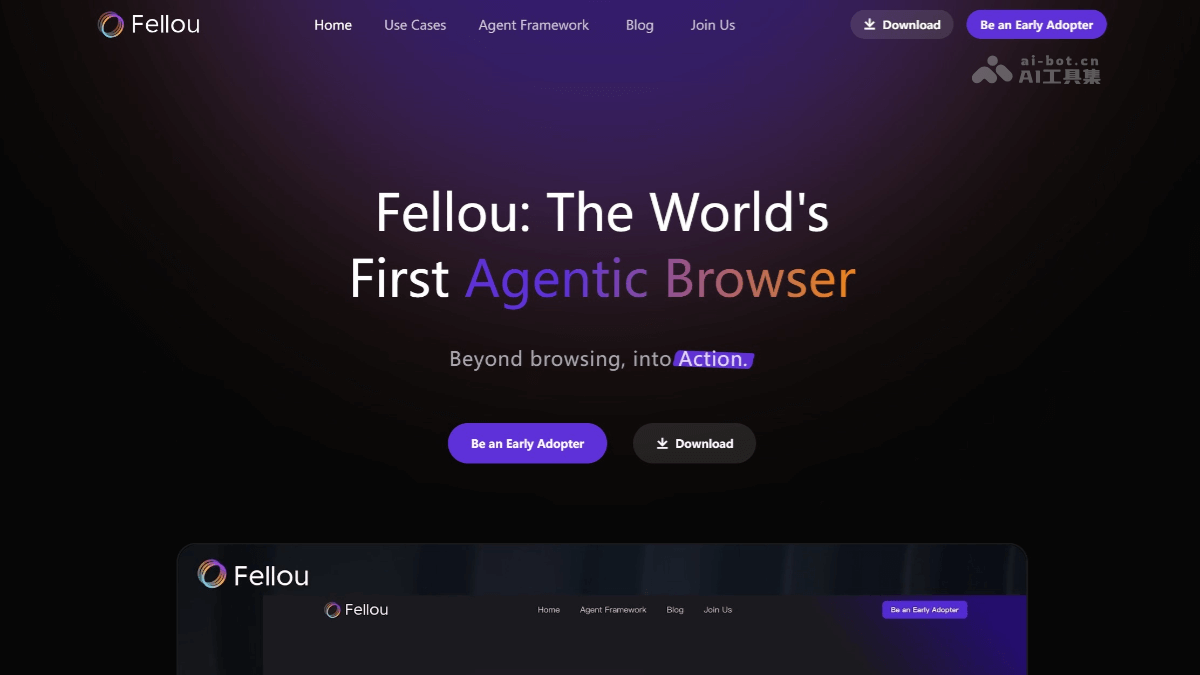 Fellou
Home Use Cases Agent Framework Blog Join Us
Download
Be an Early Adopter
ai-bot.cn
AI工具集
Fellou: The World's
First Agentic Browser
Beyond browsing, into Action.
Be an Early Adopter
Download
Fellou
Fellou
Home Agent Framework Blog Join Us
Be an Early Adopter